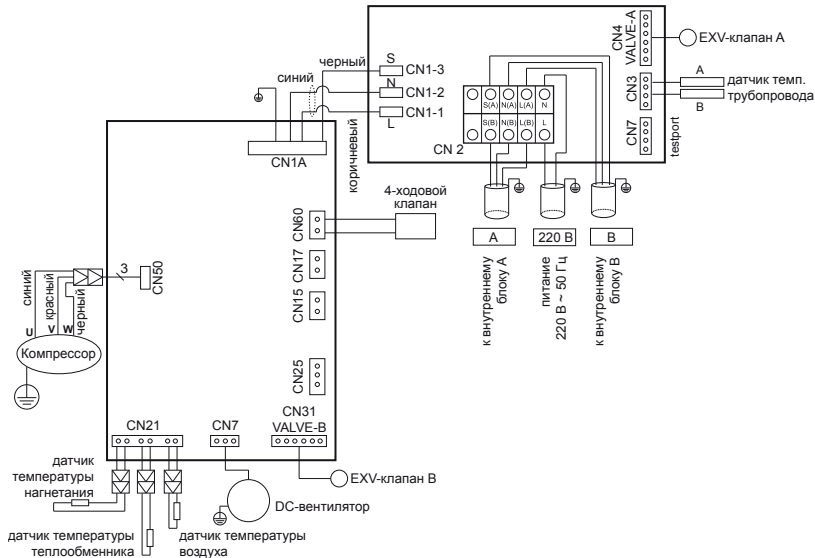 CN4
VALVE-A
EXV-клапан A
S
черный
CN1-3
синий
N
CN1-2
CN1-1
L
коричневый
CN3
A
датчик темп.
трубопровода
B
CN7
testport
S(A) N(A) L(A) N
S(B) N(B) L(B) L
CN 2
CN1A
4-ходовой
клапан
CN60
CN17
CN15
CN25
A
220 В
B
к внутреннему
блоку А
питание
220 В ~ 50 Гц
к внутреннему
блоку В
3
CN50
синий
красный
черный
U
V
W
Компрессор
CN21
CN7
CN31
VALVE-B
датчик
температуры
нагнетания
EXV-клапан B
DC-вентилятор
датчик температуры
теплообменника
датчик температуры
воздуха